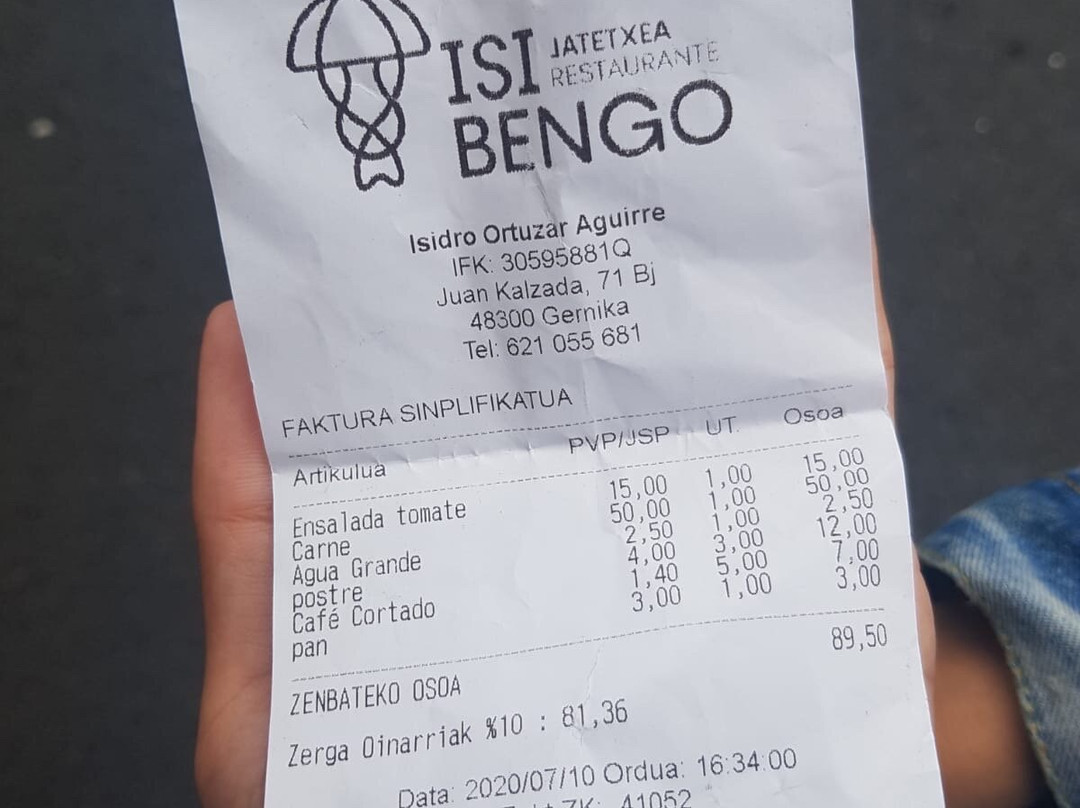 ISI JATETXEA
RESTAURANTE
BENGO
Isidro Ortuzar Aguirre
IFK: 30595881Q
Juan Kalzada, 71 Bj
48300 Gernika
Tel: 621 055 681
FAKTURA SINPLIFIKATUA
Artikulua PVP/JSP UT. Osoa
Ensalada tomate 15,00 1,00 15,00
Carne 50,00 1,00 50,00
Agua Grande 2,50 1,00 2,50
postre 4,00 3,00 12,00
Café Cortado 1,40 5,00 7,00
pan 3,00 1,00 3,00
ZENBATEKO OSOA 89,50
Zerga Oinarriak %10 : 81,36
Data: 2020/07/10 Ordua: 16:34:00
ZK: 41052